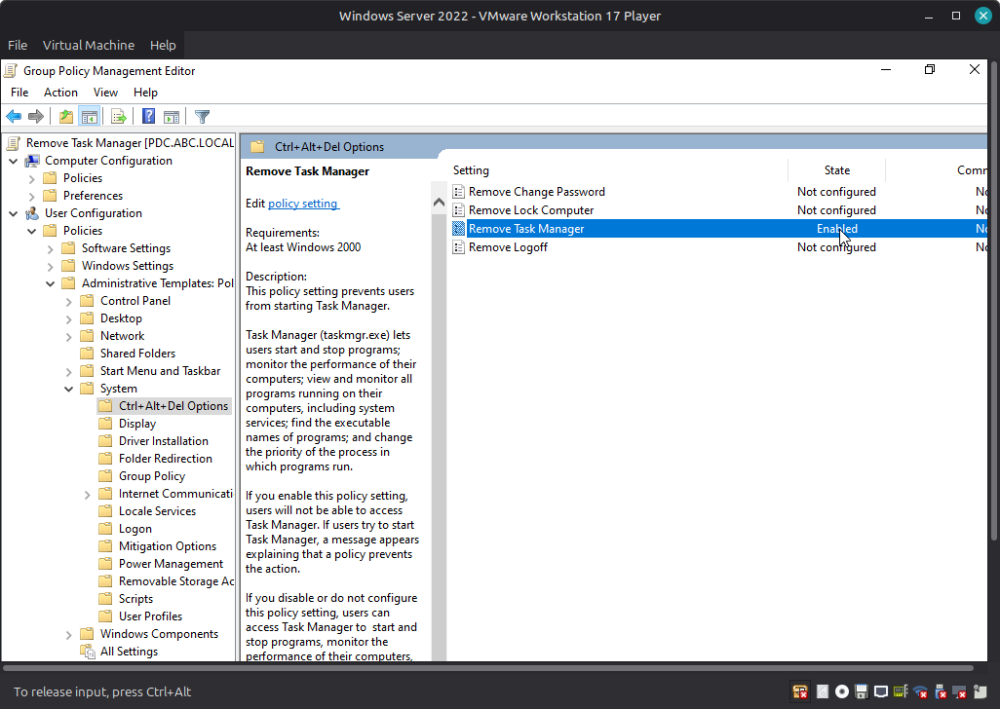 Windows Server 2022 - VMware Workstation 17 Player
File Virtual Machine Help
Group Policy Management Editor
File Action View Help
Remove Task Manager [PDC.ABC.LOCAL
Computer Configuration
Policies
Preferences
User Configuration
Policies
Software Settings
Windows Settings
Administrative Templates: Pol
Control Panel
Desktop
Network
Shared Folders
Start Menu and Taskbar
System
Ctrl+Alt+Del Options
Display
Driver Installation
Folder Redirection
Group Policy
Internet Communicati
Locale Services
Logon
Mitigation Options
Power Management
Removable Storage Ac
Scripts
User Profiles
Windows Components
All Settings
Ctrl+Alt+Del Options
Remove Task Manager
Edit policy setting
Requirements:
At least Windows 2000
Description:
This policy setting prevents users
from starting Task Manager.
Task Manager (taskmgr.exe) lets
users start and stop programs;
monitor the performance of their
computers; view and monitor all
programs running on their
computers, including system
services; find the executable
names of programs; and change
the priority of the process in
which programs run.
If you enable this policy setting,
users will not be able to access
Task Manager. If users try to start
Task Manager, a message appears
explaining that a policy prevents
the action.
If you disable or do not configure
this policy setting, users can
access Task Manager to  start and
stop programs, monitor the
performance of their computers,
Setting State Comm
Remove Change Password Not configured No
Remove Lock Computer Not configured No
Remove Task Manager Enabled No
Remove Logoff Not configured No
To release input, press Ctrl+Alt